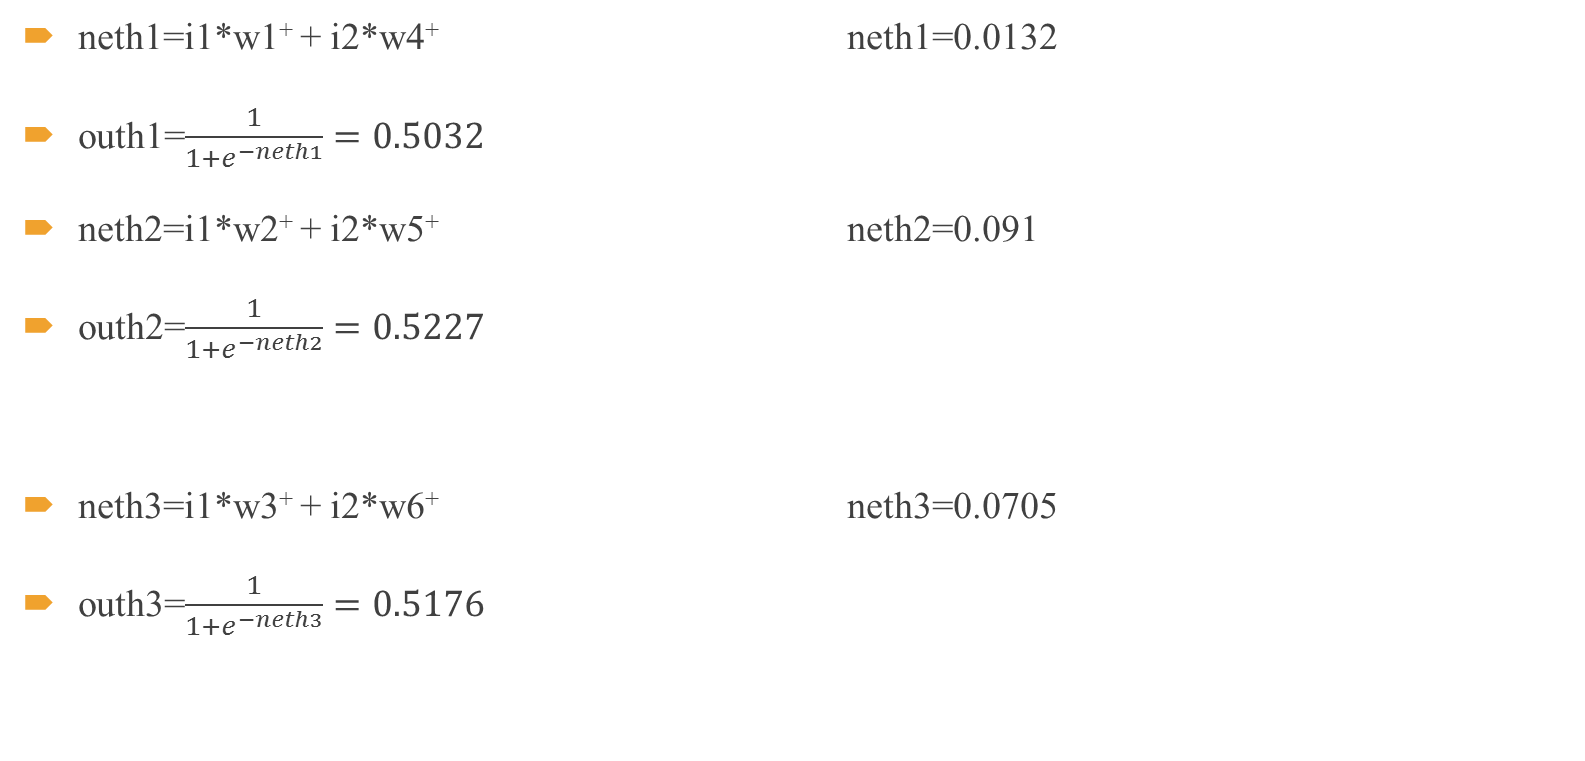 neth1=i1*w1⁺ + i2*w4⁺ neth1=0.0132
outh1=1/(1+e^(−neth1)) = 0.5032
neth2=i1*w2⁺ + i2*w5⁺ neth2=0.091
outh2=1/(1+e^(−neth2)) = 0.5227
neth3=i1*w3⁺ + i2*w6⁺ neth3=0.0705
outh3=1/(1+e^(−neth3)) = 0.5176